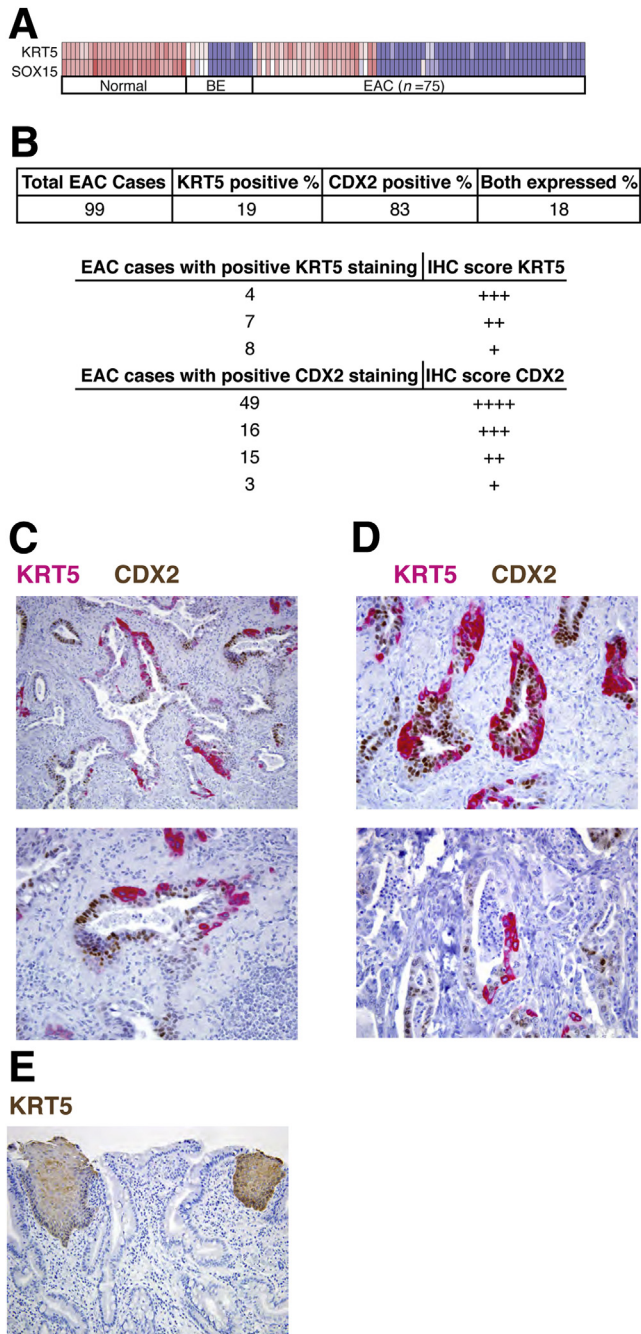 A
KRT5
SOX15
Normal BE EAC (n =75)
B
Total EAC Cases KRT5 positive % CDX2 positive % Both expressed %
99 19 83 18
EAC cases with positive KRT5 staining IHC score KRT5
4 +++
7 ++
8 +
EAC cases with positive CDX2 staining IHC score CDX2
49 ++++
16 +++
15 ++
3 +
C D
KRT5 CDX2 KRT5 CDX2
E
KRT5